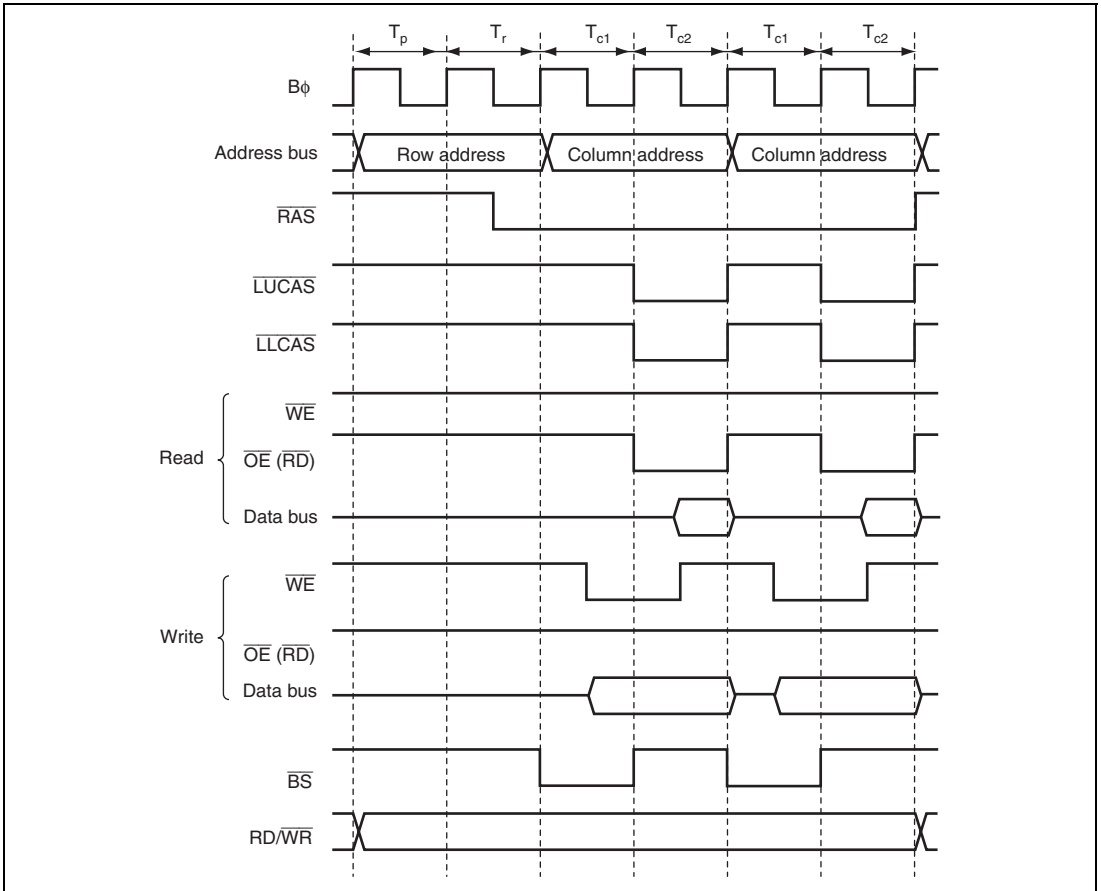 Tp Tr Tc1 Tc2 Tc1 Tc2
Bφ
Address bus Row address Column address Column address
RAS
LUCAS
LLCAS
WE
Read OE (RD)
Data bus
WE
Write
OE (RD)
Data bus
BS
RD/WR